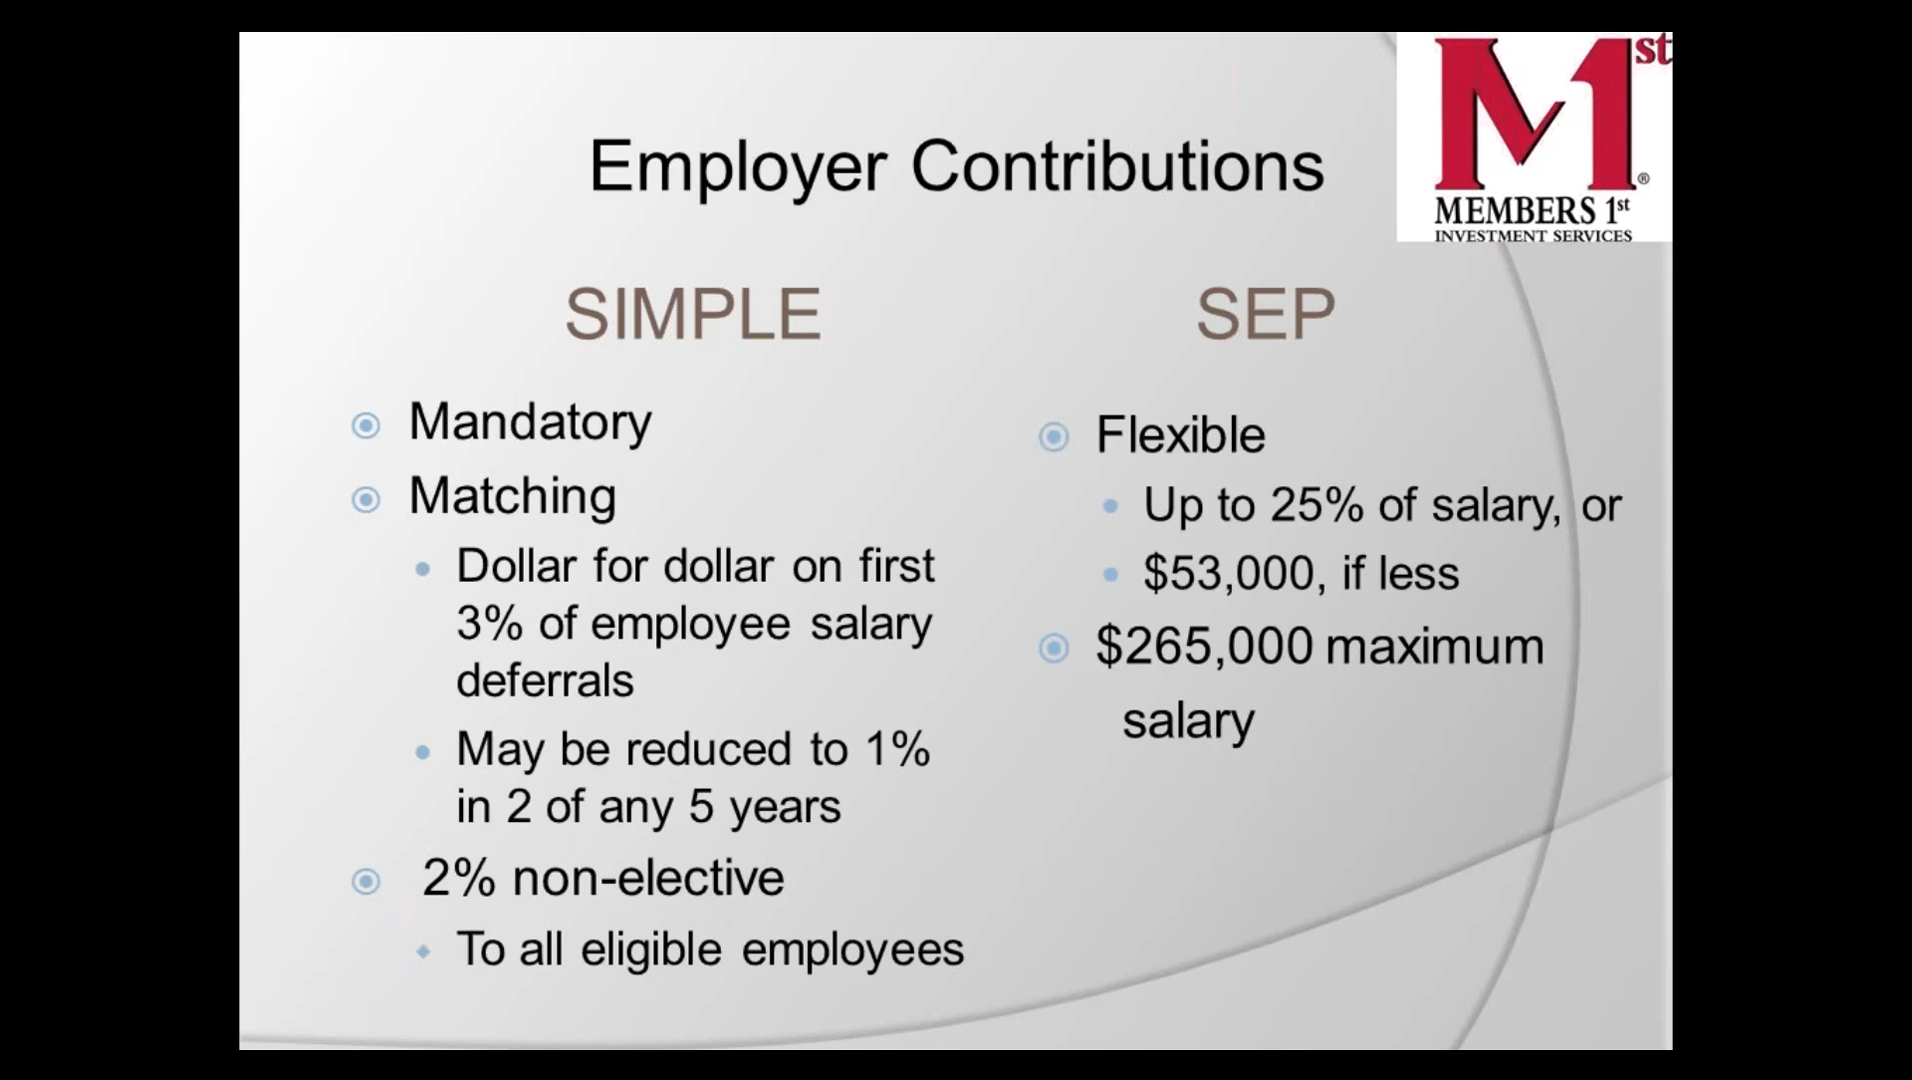 st
M1®
MEMBERS 1st
INVESTMENT SERVICES
Employer Contributions
SIMPLE
Mandatory
Matching
Dollar for dollar on first
3% of employee salary
deferrals
May be reduced to 1%
in 2 of any 5 years
2% non-elective
To all eligible employees
SEP
Flexible
Up to 25% of salary, or
$53,000, if less
$265,000 maximum
salary